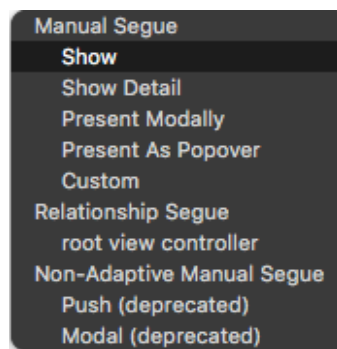 Manual Segue
Show
Show Detail
Present Modally
Present As Popover
Custom
Relationship Segue
root view controller
Non-Adaptive Manual Segue
Push (deprecated)
Modal (deprecated)